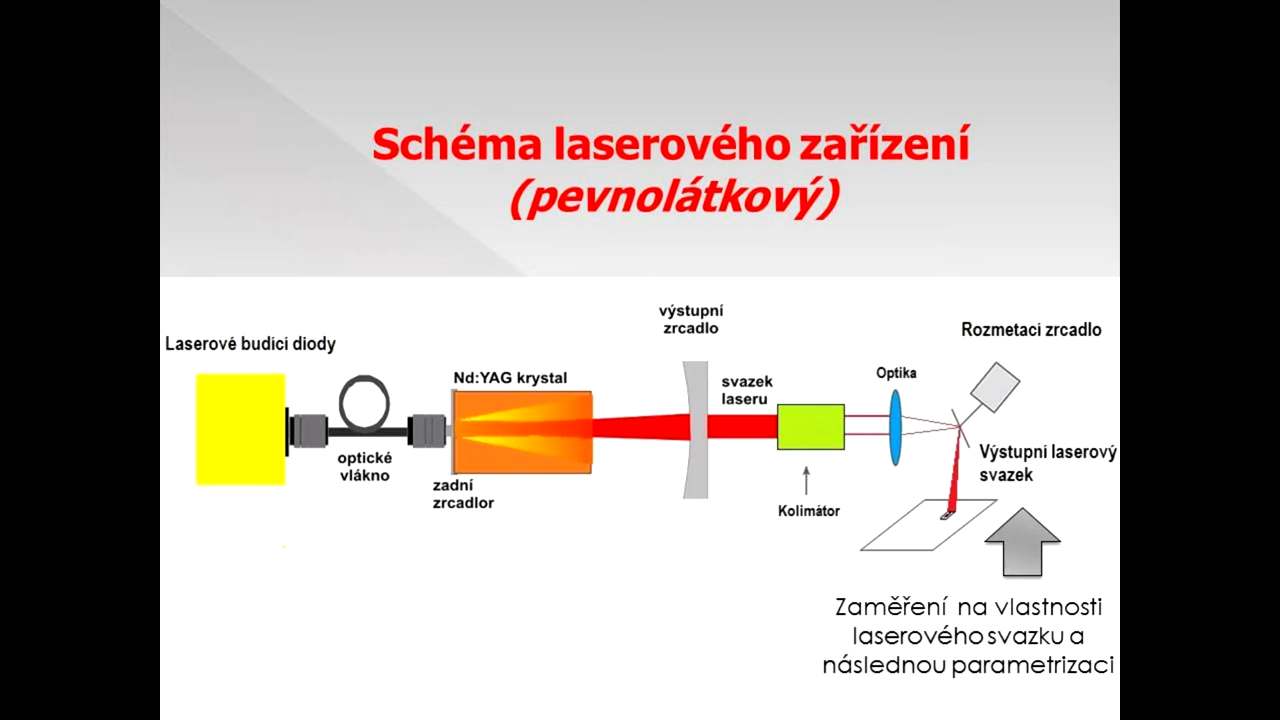 Schéma laserového zařízení
(pevnolátkový)
výstupní
zrcadlo
Rozmetací zrcadlo
Laserové budicí diody
Nd:YAG krystal
svazek
laseru
Optika
optické
vlákno
Výstupní laserový
svazek
zadní
zrcadlor
Kolimátor
Zaměření na vlastnosti
laserového svazku a
následnou parametrizaci